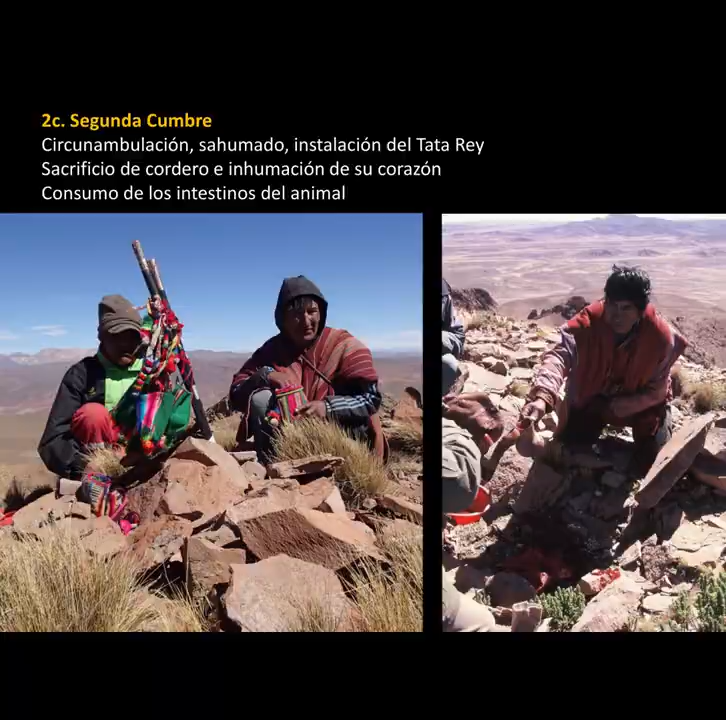 2c. Segunda Cumbre
Circunambulación, sahumado, instalación del Tata Rey
Sacrificio de cordero e inhumación de su corazón
Consumo de los intestinos del animal